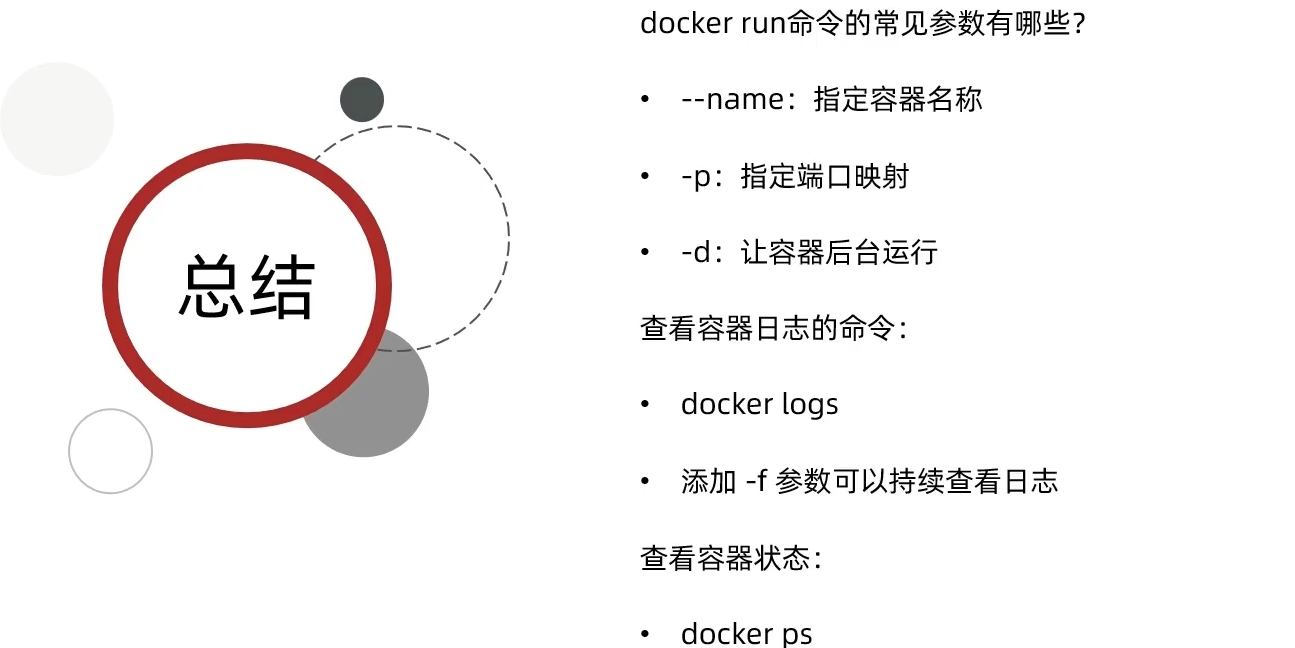 总结
docker run命令的常见参数有哪些？
• --name：指定容器名称
• -p：指定端口映射
• -d：让容器后台运行
查看容器日志的命令：
• docker logs
• 添加 -f 参数可以持续查看日志
查看容器状态：
• docker ps